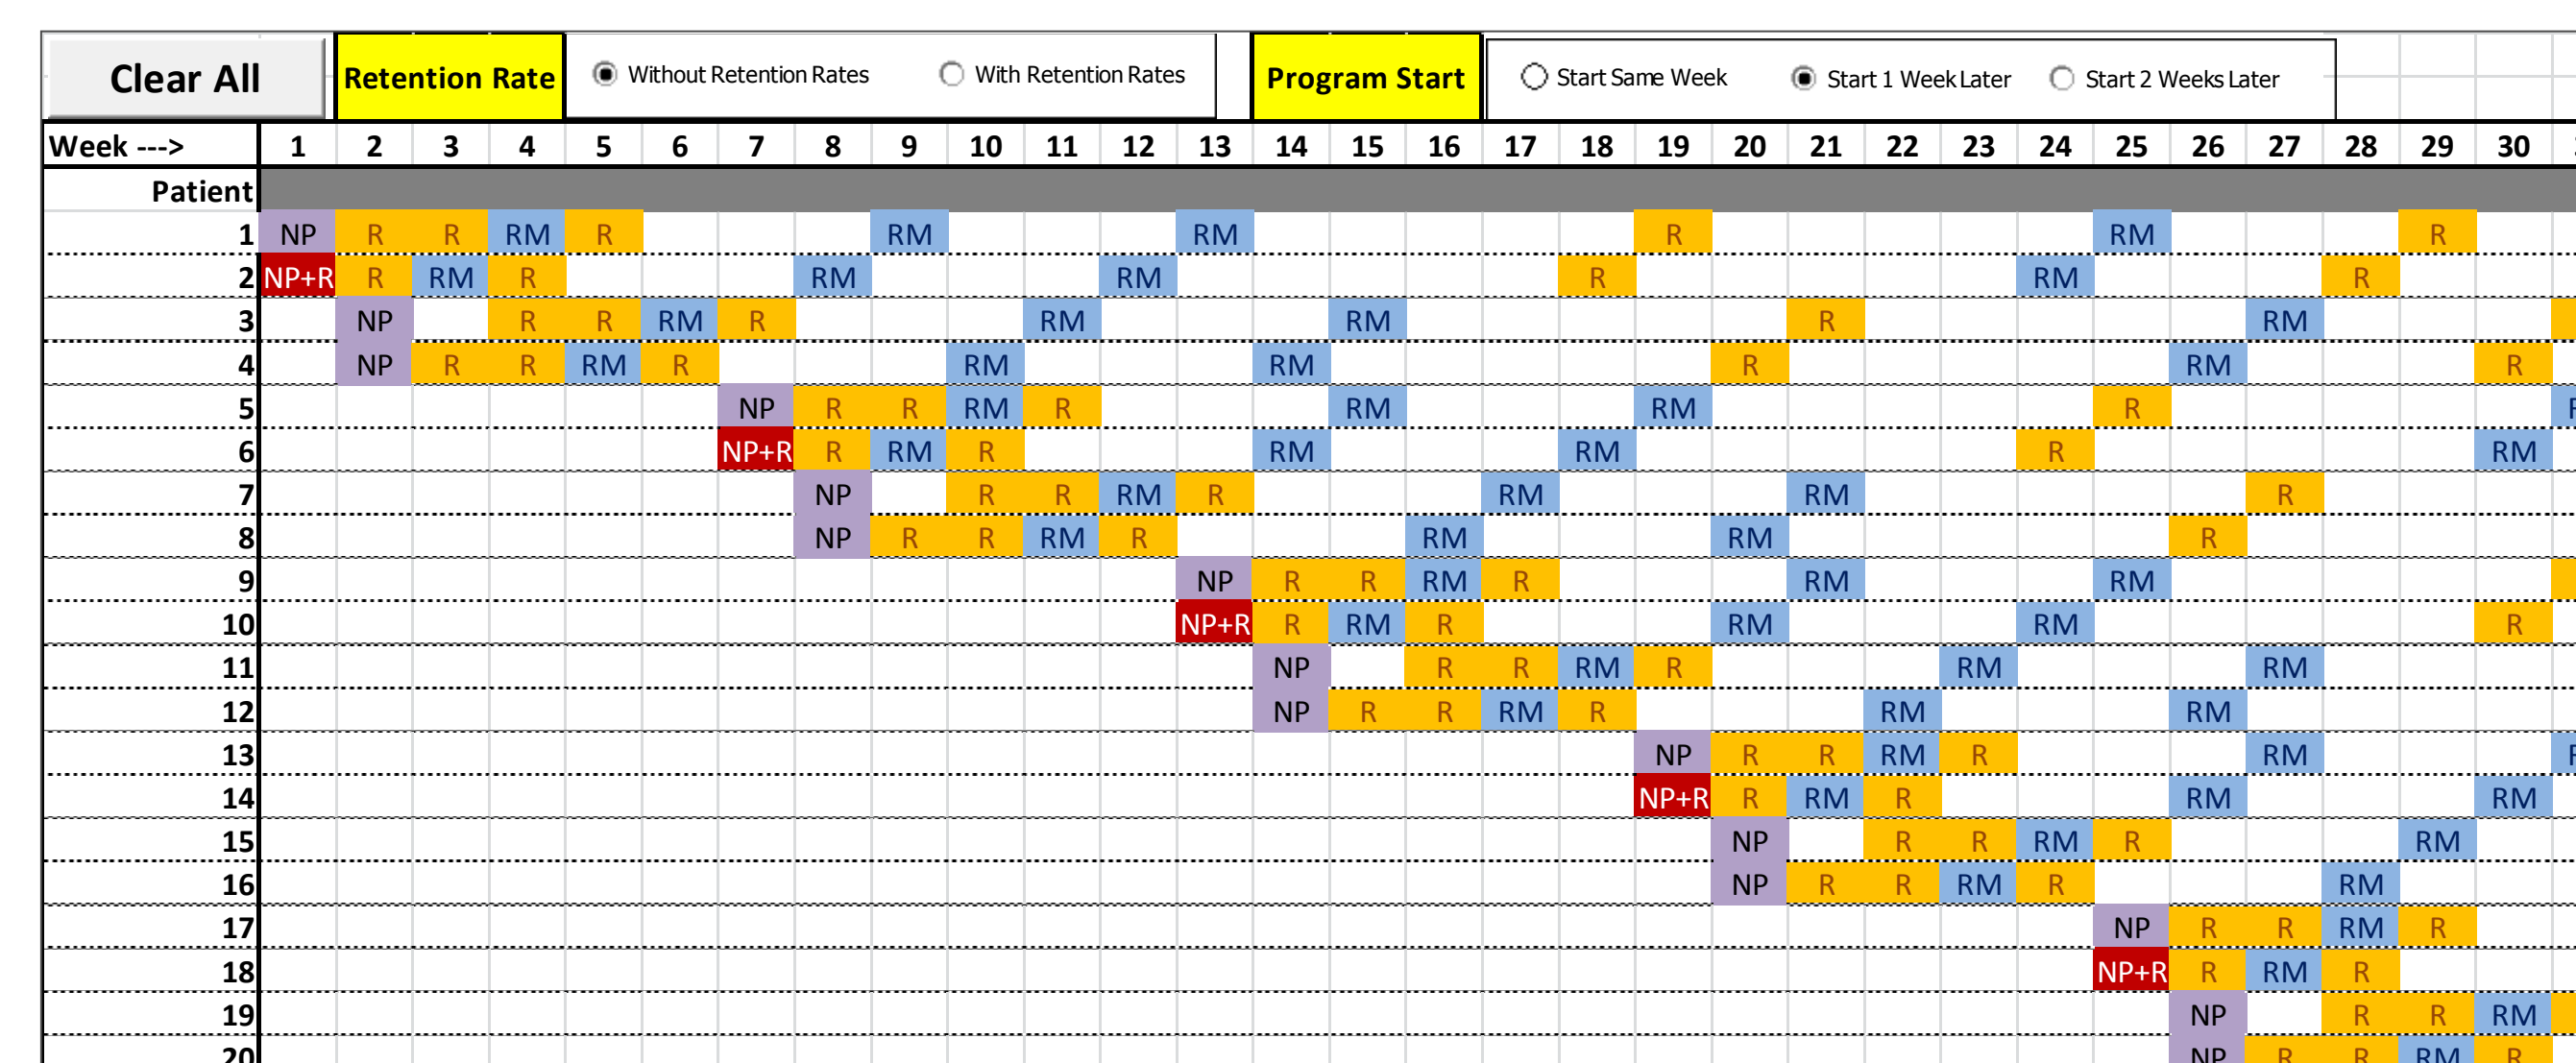 Clear All Retention Rate Without Retention Rates With Retention Rates Program Start Start Same Week Start 1 Week Later Start 2 Weeks Later
Week ---> 1 2 3 4 5 6 7 8 9 10 11 12 13 14 15 16 17 18 19 20 21 22 23 24 25 26 27 28 29 30
Patient
1 NP R R RM R RM RM R RM R
2 NP+R R RM R RM RM R RM R
3 NP R R RM R RM RM R RM
4 NP R R RM R RM RM R RM R
5 NP R R RM R RM RM R
6 NP+R R RM R RM RM R RM
7 NP R R RM R RM RM R
8 NP R R RM R RM RM R
9 NP R R RM R RM RM
10 NP+R R RM R RM RM R
11 NP R R RM R RM RM
12 NP R R RM R RM RM
13 NP R R RM R RM
14 NP+R R RM R RM RM
15 NP R R RM R RM
16 NP R R RM R RM
17 NP R R RM R
18 NP+R R RM R
19 NP R R RM
20 NP R R RM R